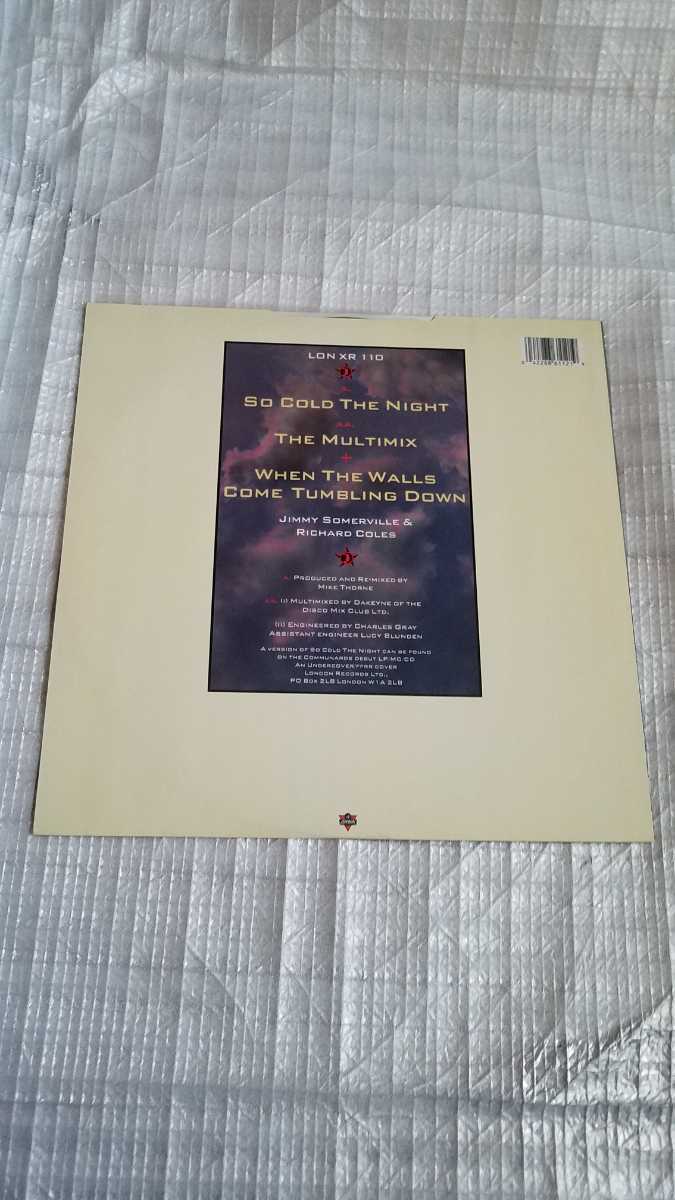 LON XR 110
A.
SO COLD THE NIGHT
AA.
THE MULTIMIX
+
WHEN THE WALLS
COME TUMBLING DOWN
JIMMY SOMERVILLE &
RICHARD COLES
A. PRODUCED AND RE-MIXED BY
MIKE THORNE
AA. (I) MULTIMIXED BY DAKEYNE OF THE
DISCO MIX CLUB LTD.
(II) ENGINEERED BY CHARLES GRAY
ASSISTANT ENGINEER LUCY BLUNDEN
A VERSION OF SO COLD THE NIGHT CAN BE FOUND
ON THE COMMUNARDS DEBUT LP/MC/CD
AN UNDERCOVER/FFRR COVER
LONDON RECORDS LTD.,
PO BOX 2LB LONDON W1A 2LB